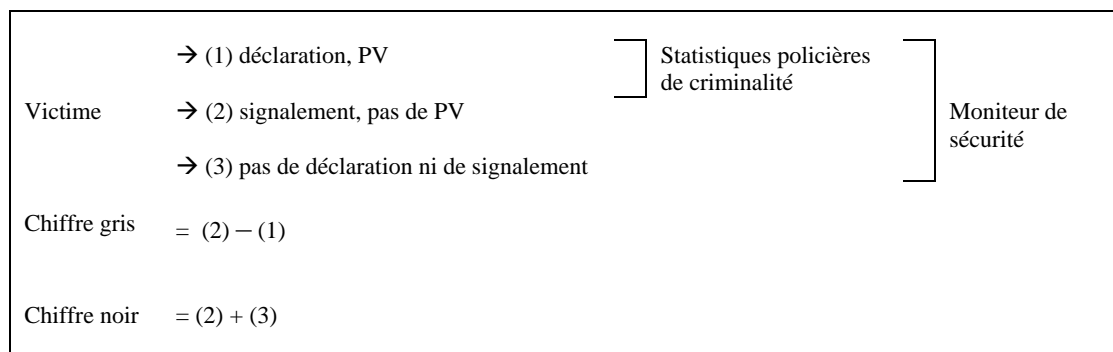 → (1) déclaration, PV
Statistiques policières
de criminalité
Victime → (2) signalement, pas de PV
Moniteur de
sécurité
→ (3) pas de déclaration ni de signalement
Chiffre gris = (2) – (1)
Chiffre noir = (2) + (3)